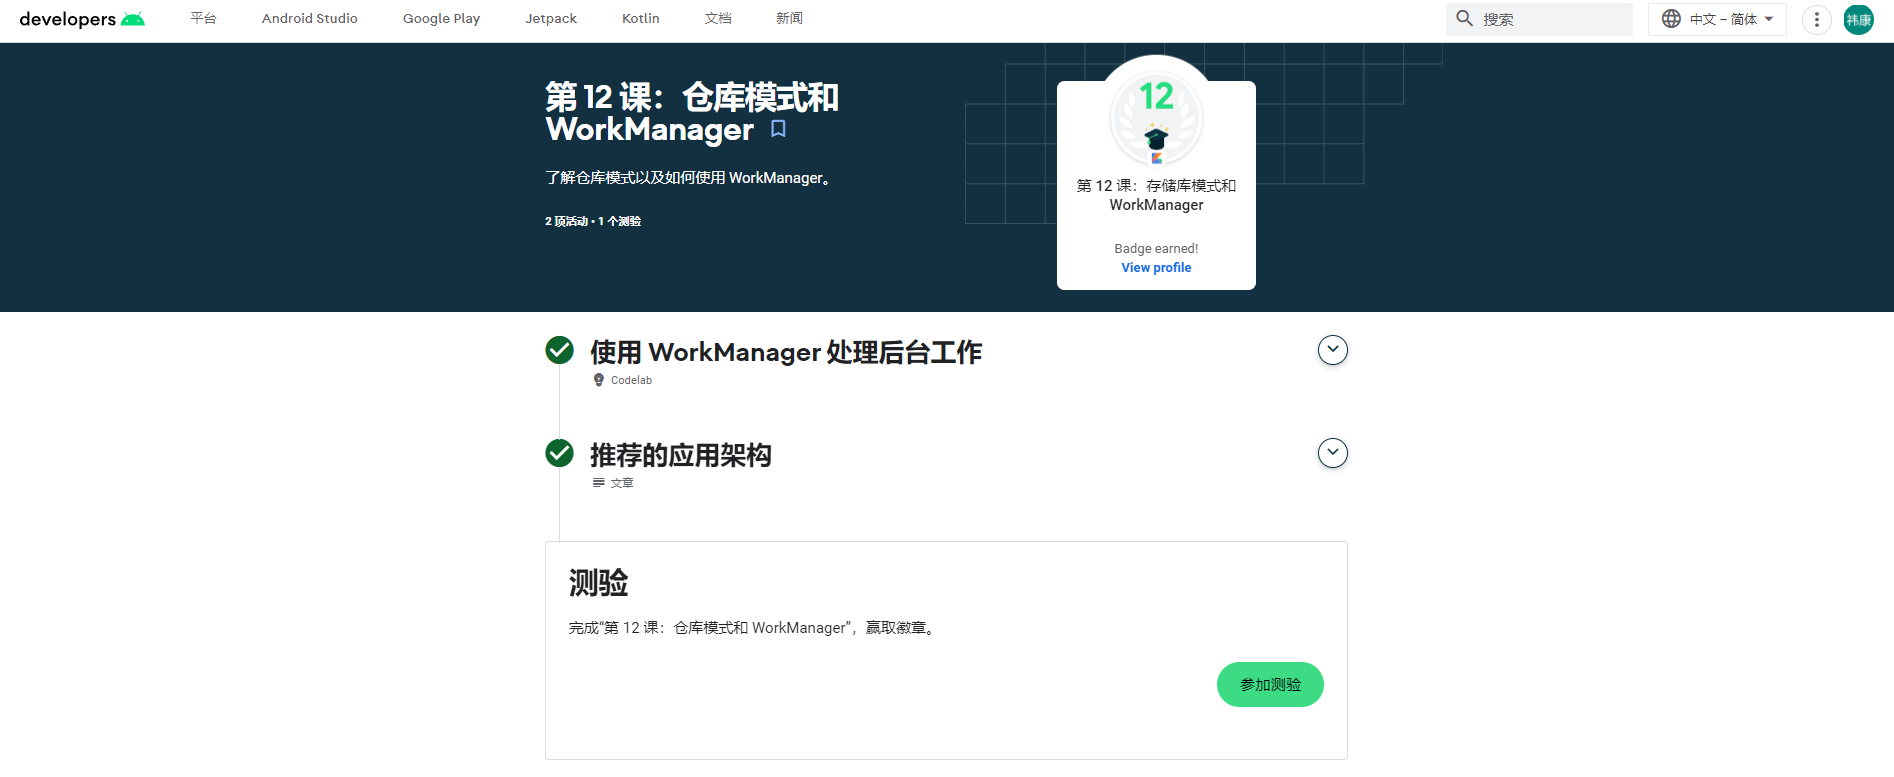 developers
平台
Android Studio
Google Play
Jetpack
Kotlin
文档
新闻
搜索
中文 – 简体
祎康
第 12 课：仓库模式和
WorkManager
了解仓库模式以及如何使用 WorkManager。
2 项活动 • 1 个测验
12
第 12 课：存储库模式和
WorkManager
Badge earned!
View profile
使用 WorkManager 处理后台工作
Codelab
推荐的应用架构
文章
测验
完成“第 12 课：仓库模式和 WorkManager”，赢取徽章。
参加测验